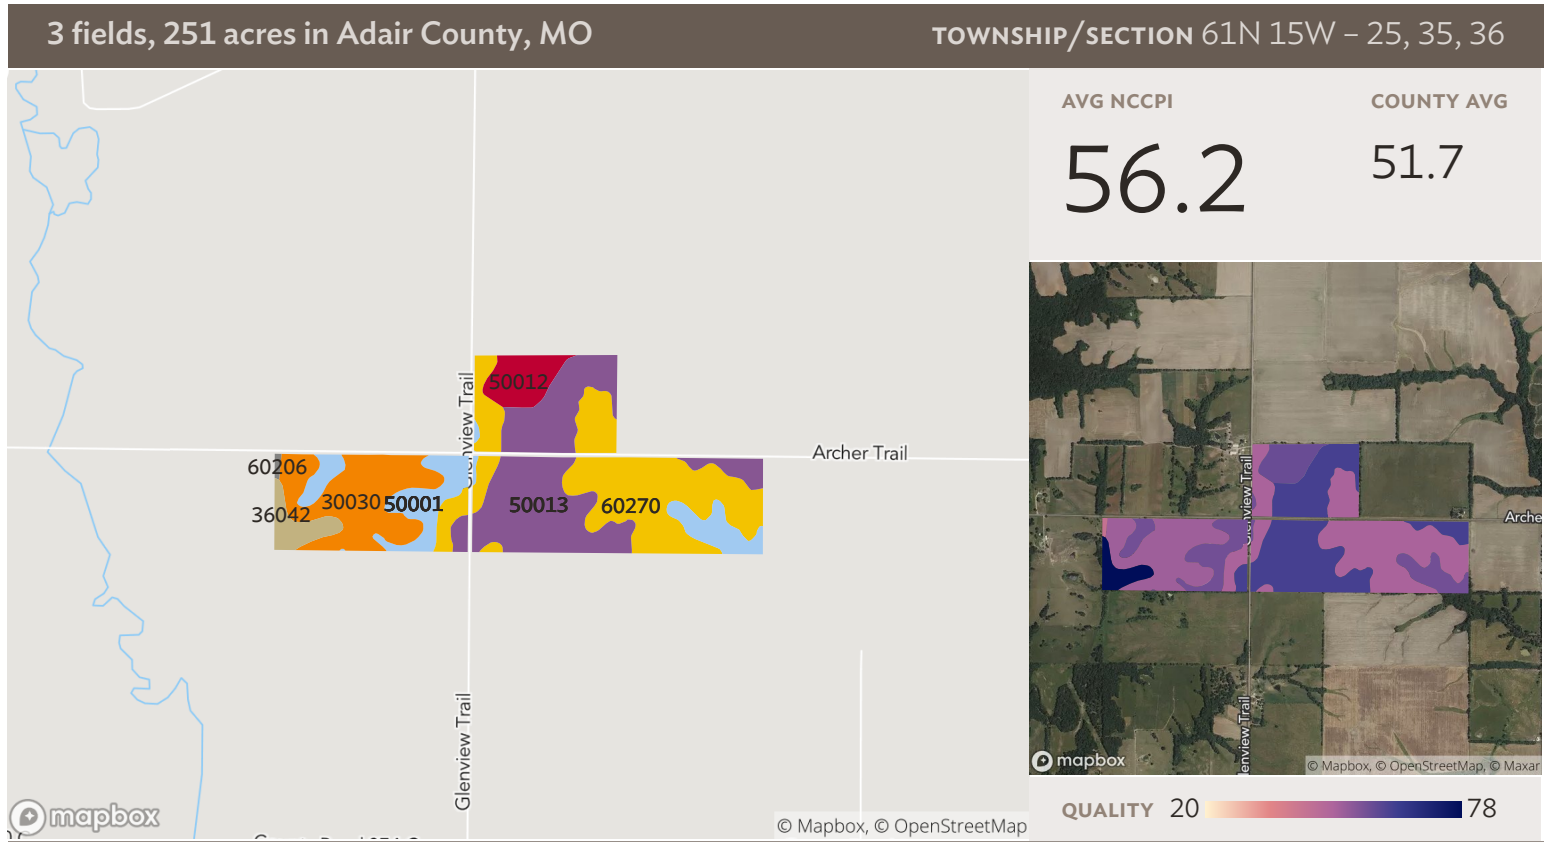 3 fields, 251 acres in Adair County, MO
TOWNSHIP/SECTION 61N 15W – 25, 35, 36
AVG NCCPI
COUNTY AVG
56.2
51.7
50012
Glenview Trail
Archer Trail
60206
30030
50001
50013
60270
36042
Glenview Trail
mapbox
© Mapbox, © OpenStreetMap
Glenview Trail
Arche
lenview Trail
mapbox
© Mapbox, © OpenStreetMap, © Maxar
QUALITY 20 78